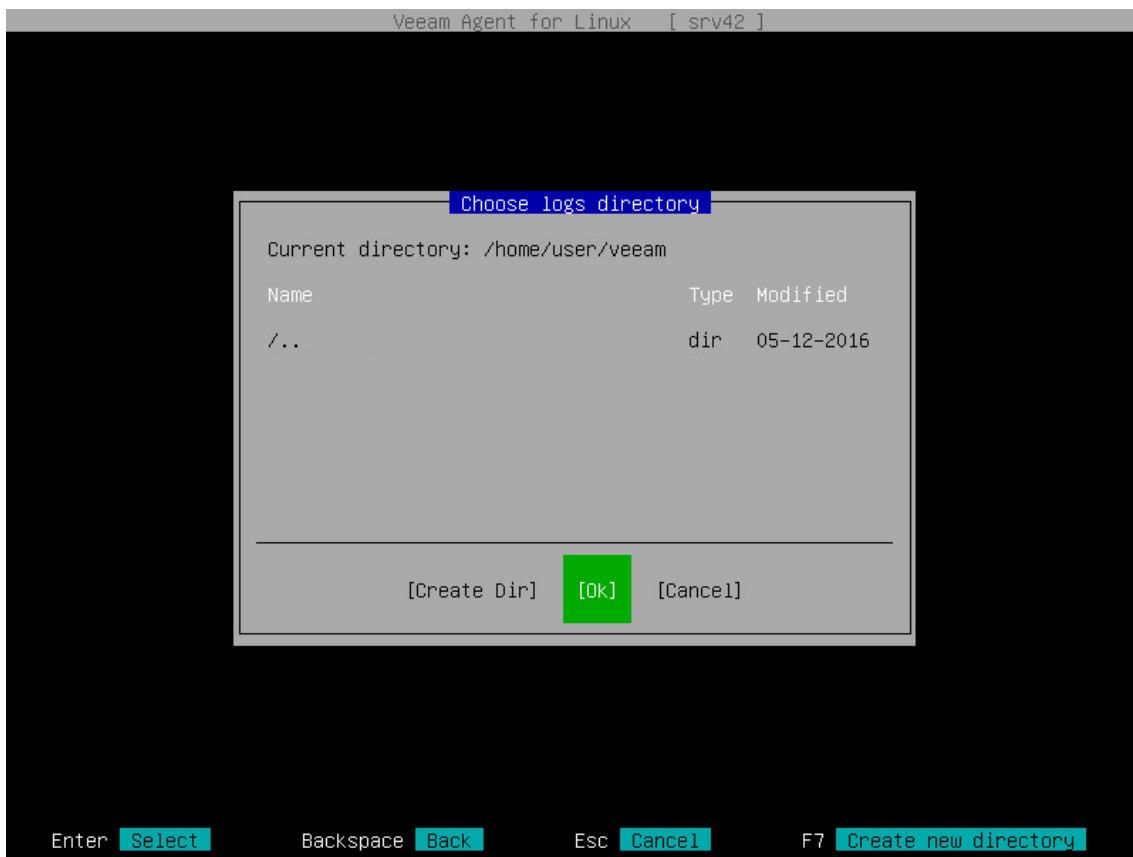 Veeam Agent for Linux [ srv42 ]
Choose logs directory
Current directory: /home/user/veeam
Name Type Modified
/.. dir 05-12-2016
[Create Dir] [Ok] [Cancel]
Enter Select Backspace Back Esc Cancel F7 Create new directory